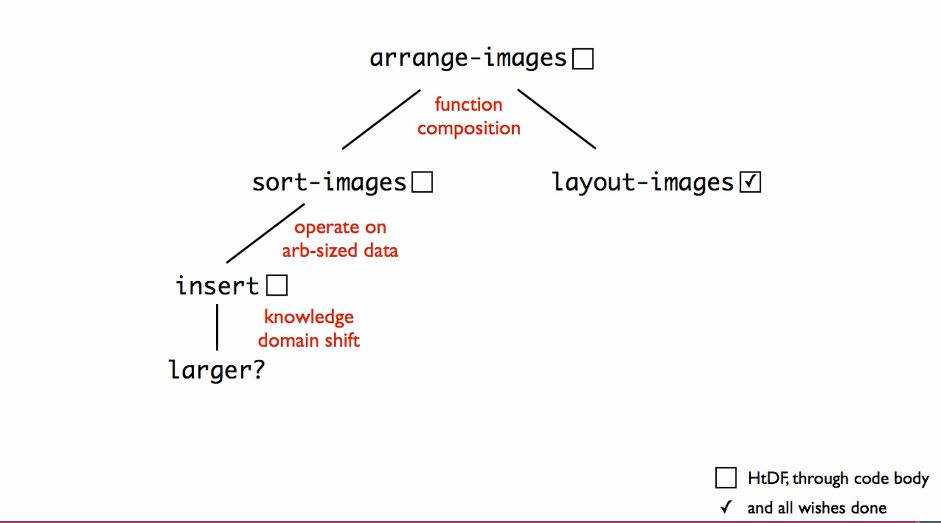 arrange-images
function
composition
sort-images
layout-images ✓
operate on
arb-sized data
insert
knowledge
domain shift
larger?
HtDF, through code body
✓ and all wishes done